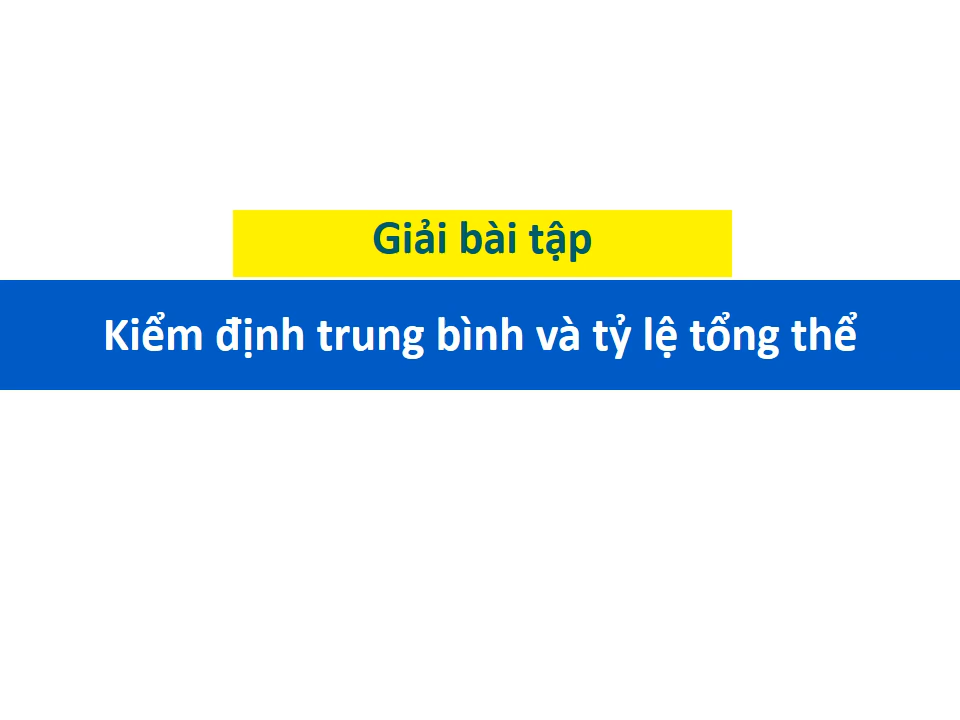 Giải bài tập
Kiểm định trung bình và tỷ lệ tổng thể